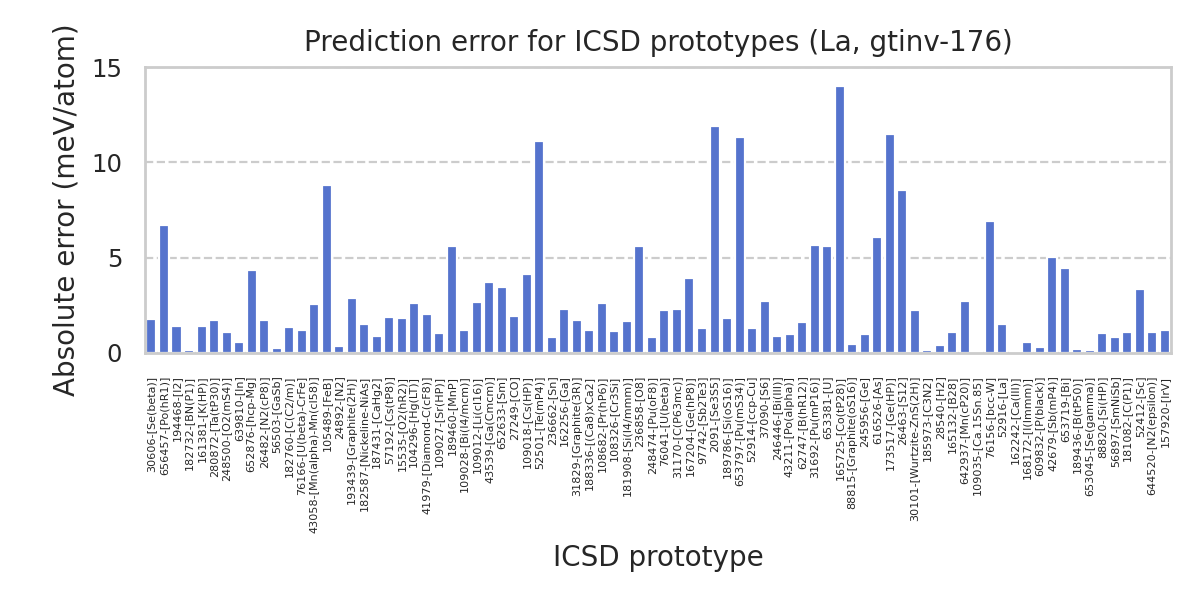 Prediction error for ICSD prototypes (La, gtinv-176)
Absolute error (meV/atom)
15
10
5
0
30606-[Se(beta)]
656457-[Po(hR1)]
194468-[I2]
182732-[BN(P1)]
161381-[K(HP)]
280872-[Ta(tP30)]
248500-[O2(mS4)]
639810-[In]
652876-[hcp-Mg]
26482-[N2(cP8)]
56503-[GaSb]
182760-[C(C2/m)]
76166-[U(beta)-CrFe]
43058-[Mn(alpha)-Mn(cI58)]
105489-[FeB]
24892-[N2]
193439-[Graphite(2H)]
182587-[Nickeline-NiAs]
187431-[CaHg2]
57192-[Cs(tP8)]
15535-[O2(hR2)]
104296-[Hg(LT)]
41979-[Diamond-C(cF8)]
109027-[Sr(HP)]
189460-[MnP]
109028-[Bi(I4/mcm)]
109012-[Li(cI16)]
43539-[Ga(Cmcm)]
652633-[Sm]
27249-[CO]
109018-[Cs(HP)]
52501-[Te(mP4)]
236662-[Sn]
162256-[Ga]
31829-[Graphite(3R)]
188336-[(Ca8)xCa2]
108682-[Pr(hP6)]
108326-[Cr3Si]
181908-[Si(I4/mmm)]
236858-[O8]
248474-[Pu(oF8)]
76041-[U(beta)]
31170-[C(P63mc)]
167204-[Ge(hP8)]
97742-[Sb2Te3]
2091-[Se3S5]
189786-[Si(oS16)]
653797-[Pu(mS34)]
52914-[ccp-Cu]
37090-[S6]
246446-[Bi(III)]
43211-[Po(alpha)]
62747-[B(hR12)]
31692-[Pu(mP16)]
653381-[U]
165725-[Co(tP28)]
88815-[Graphite(oS16)]
245956-[Ge]
616526-[As]
173517-[Ge(HP)]
26463-[S12]
30101-[Wurtzite-ZnS(2H)]
185973-[C3N2]
28540-[H2]
165132-[B28]
642937-[Mn(cP20)]
109035-[Ca.15Sn.85]
76156-[bcc-W]
52916-[La]
162242-[Ca(III)]
168172-[I(Immm)]
609832-[P(black)]
42679-[Sb(mP4)]
653719-[Bi]
189436-[B(tP50)]
653045-[Se(gamma)]
88820-[Si(HP)]
56897-[SmNiSb]
181082-[C(P1)]
52412-[Sc]
644520-[N2(epsilon)]
157920-[IrV]
ICSD prototype